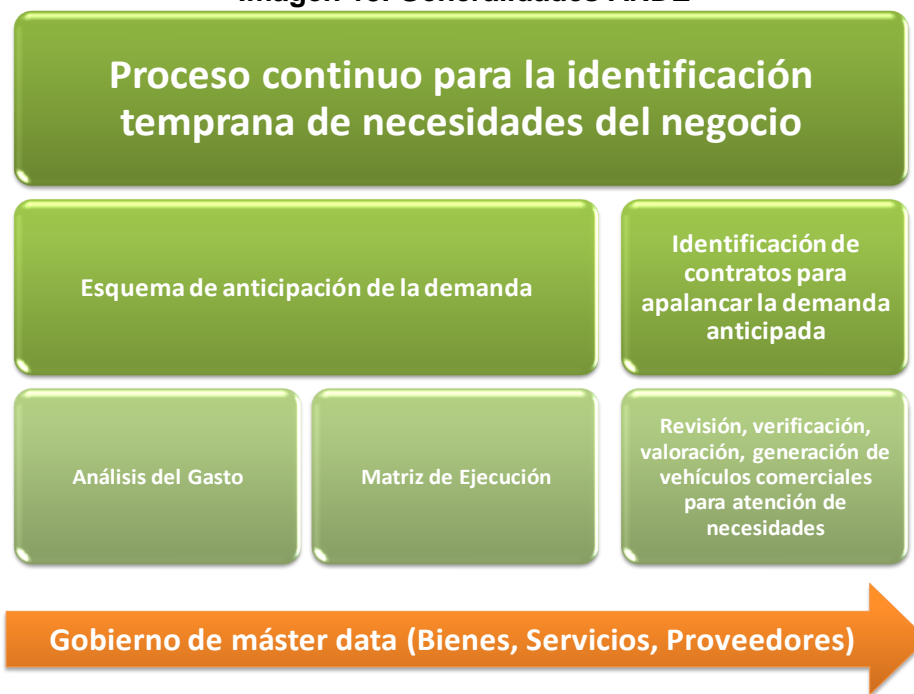 Proceso continuo para la identificación
temprana de necesidades del negocio
Esquema de anticipación de la demanda
Identificación de
contratos para
apalancar la demanda
anticipada
Análisis del Gasto
Matriz de Ejecución
Revisión, verificación,
valoración, generación de
vehículos comerciales
para atención de
necesidades
Gobierno de máster data (Bienes, Servicios, Proveedores)